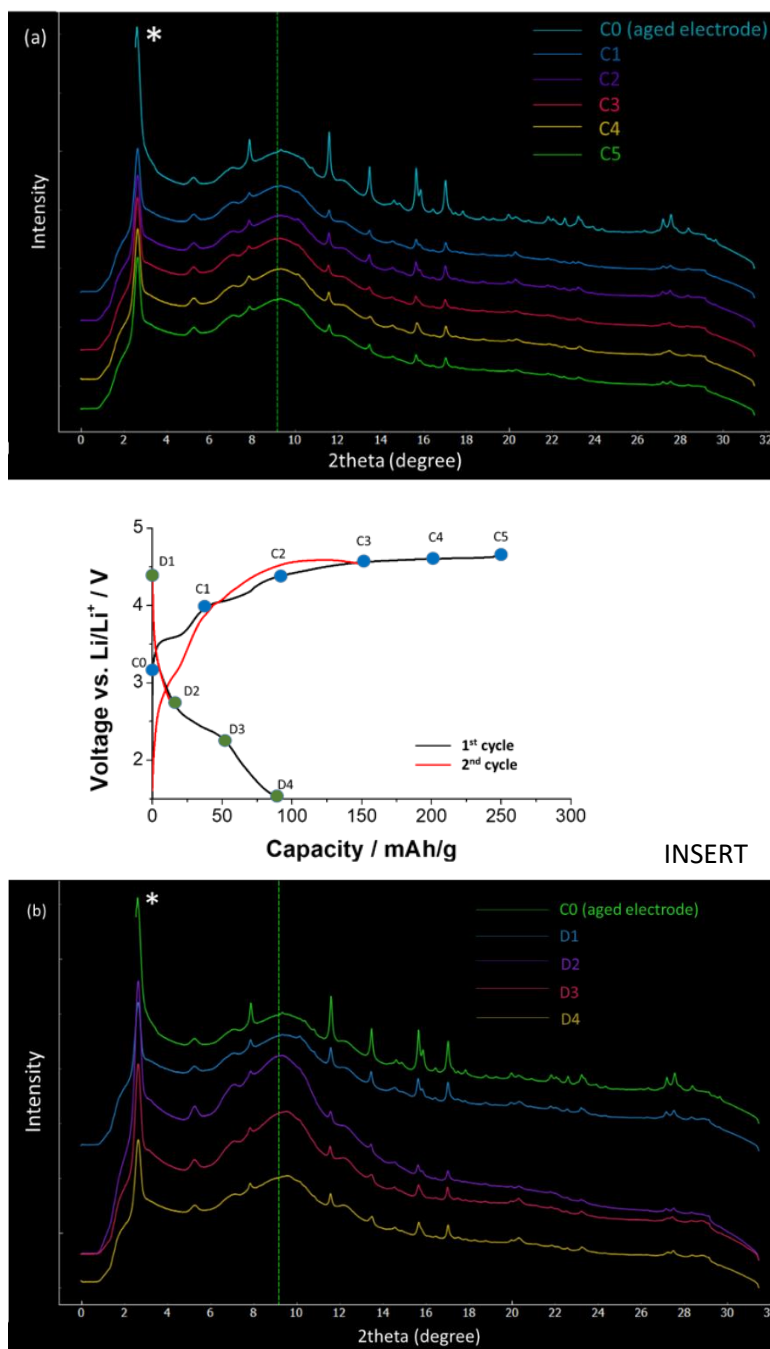 (a)
*
C0 (aged electrode)
C1
C2
C3
C4
C5
Intensity
0 2 4 6 8 10 12 14 16 18 20 22 24 26 28 30 32
2theta (degree)
5
4
3
2
Voltage vs. Li/Li⁺ / V
D1
C0
C1
C2
C3
C4
C5
D2
D3
D4
1st cycle
2nd cycle
0 50 100 150 200 250 300
Capacity / mAh/g
INSERT
(b)
*
C0 (aged electrode)
D1
D2
D3
D4
Intensity
0 2 4 6 8 10 12 14 16 18 20 22 24 26 28 30 3
2theta (degree)